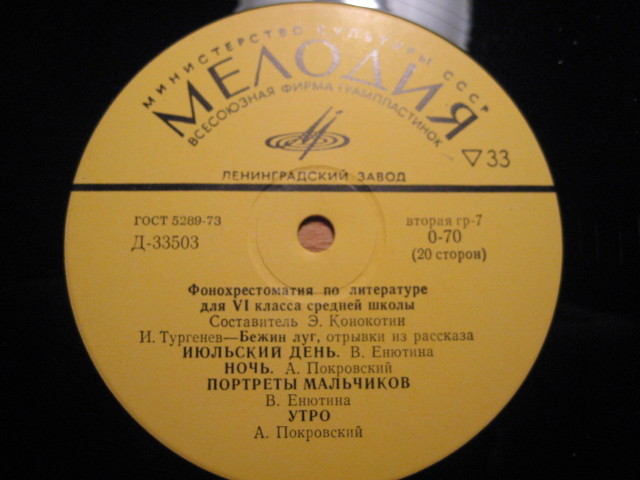 МИНИСТЕРСТВО КУЛЬТУРЫ СССР
МЕЛОДИЯ
ВСЕСОЮЗНАЯ ФИРМА ГРАМПЛАСТИНОК
ЛЕНИНГРАДСКИЙ ЗАВОД
▽33
ГОСТ 5289-73
Д-33503
вторая гр-7
0-70
(20 сторон)
Фонохрестоматия по литературе
для VI класса средней школы
Составитель Э. Конокотин
И. Тургенев—Бежин луг, отрывки из рассказа
ИЮЛЬСКИЙ ДЕНЬ. В. Енютина
НОЧЬ. А. Покровский
ПОРТРЕТЫ МАЛЬЧИКОВ
В. Енютина
УТРО
А. Покровский